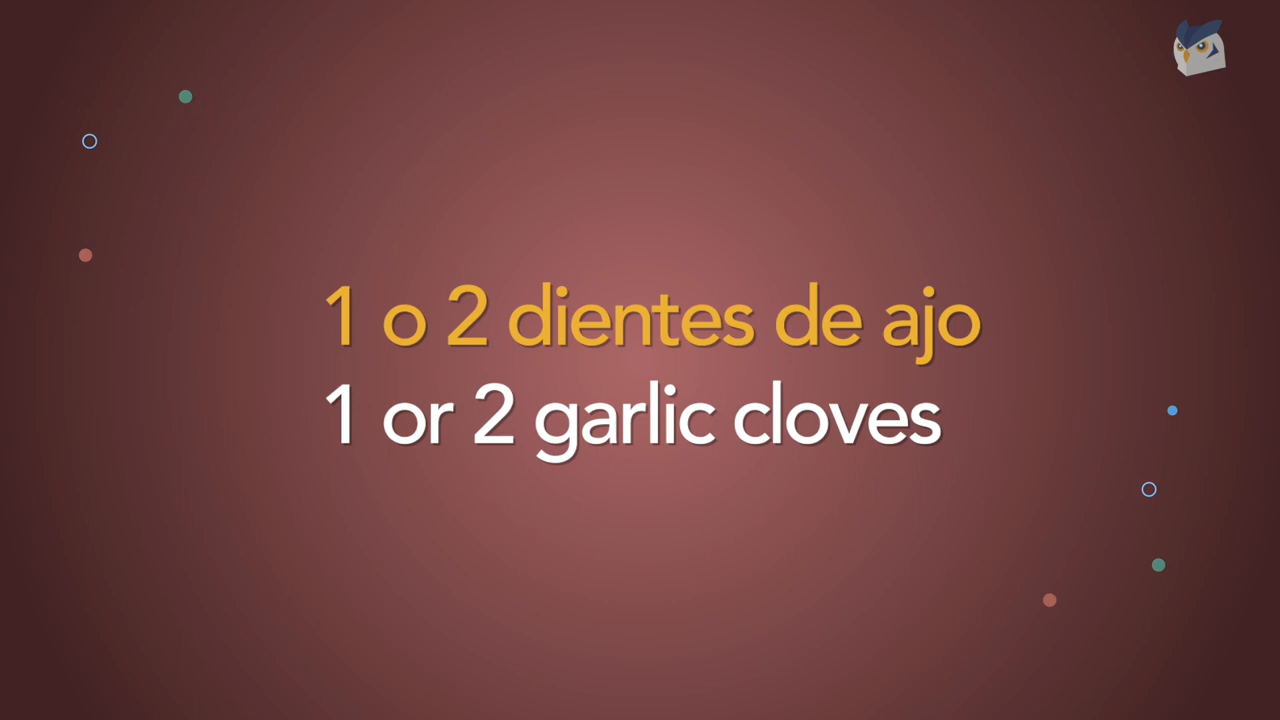 1 o 2 dientes de ajo
1 or 2 garlic cloves